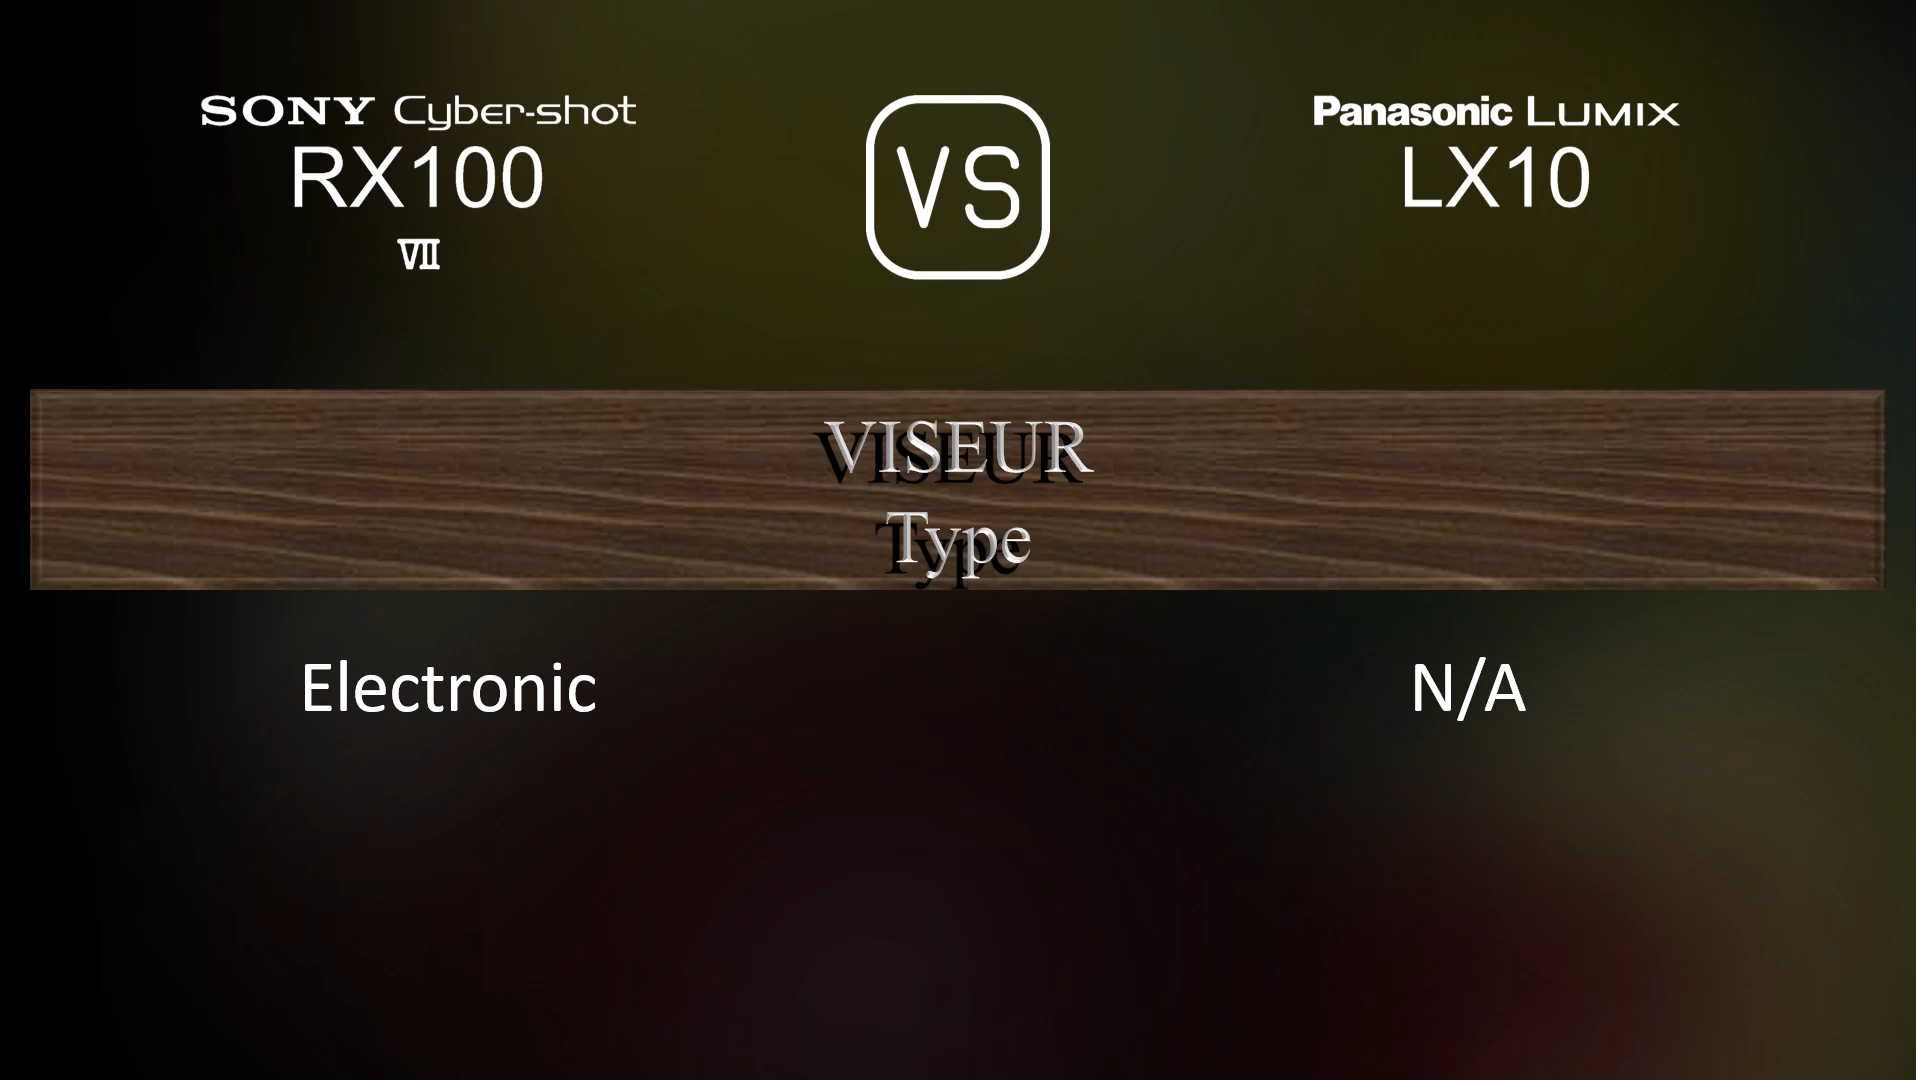 SONY Cyber-shot
RX100
VII
VS
Panasonic LUMIX
LX10
VISEUR
Type
Electronic
N/A